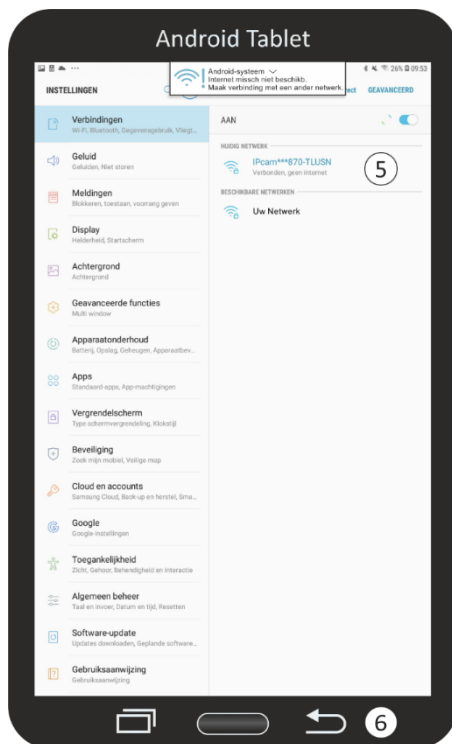 Android Tablet
26% 09:53
Android-systeem
Internet missch niet beschikb.
Maak verbinding met een ander netwerk
INSTELLINGEN
rect GEAVANCEERD
Verbindingen
Wi-Fi, Bluetooth, Gegevensgebruik, Vliegt...
AAN
Geluid
Geluiden, Niet storen
HUIDIG NETWERK
IPcam***870-TLUSN
Verbonden, geen internet
5
Meldingen
Blokkeren, toestaan, voorrang geven
BESCHIKBARE NETWERKEN
Uw Netwerk
Display
Helderheid, Startscherm
Achtergrond
Achtergrond
Geavanceerde functies
Multi window
Apparaatonderhoud
Batterij, Opslag, Geheugen, Apparaatbev...
Apps
Standaard-apps, App-machtigingen
Vergrendelscherm
Type schermvergrendeling, Klokstijl
Beveiliging
Zoek mijn mobiel, Veilige map
Cloud en accounts
Samsung Cloud, Back-up en herstel, Sma...
Google
Google-instellingen
Toegankelijkheid
Zicht, Gehoor, Behendigheid en interactie
Algemeen beheer
Taal en invoer, Datum en tijd, Resetten
Software-update
Updates downloaden, Geplande software...
Gebruiksaanwijzing
Gebruiksaanwijzing
6